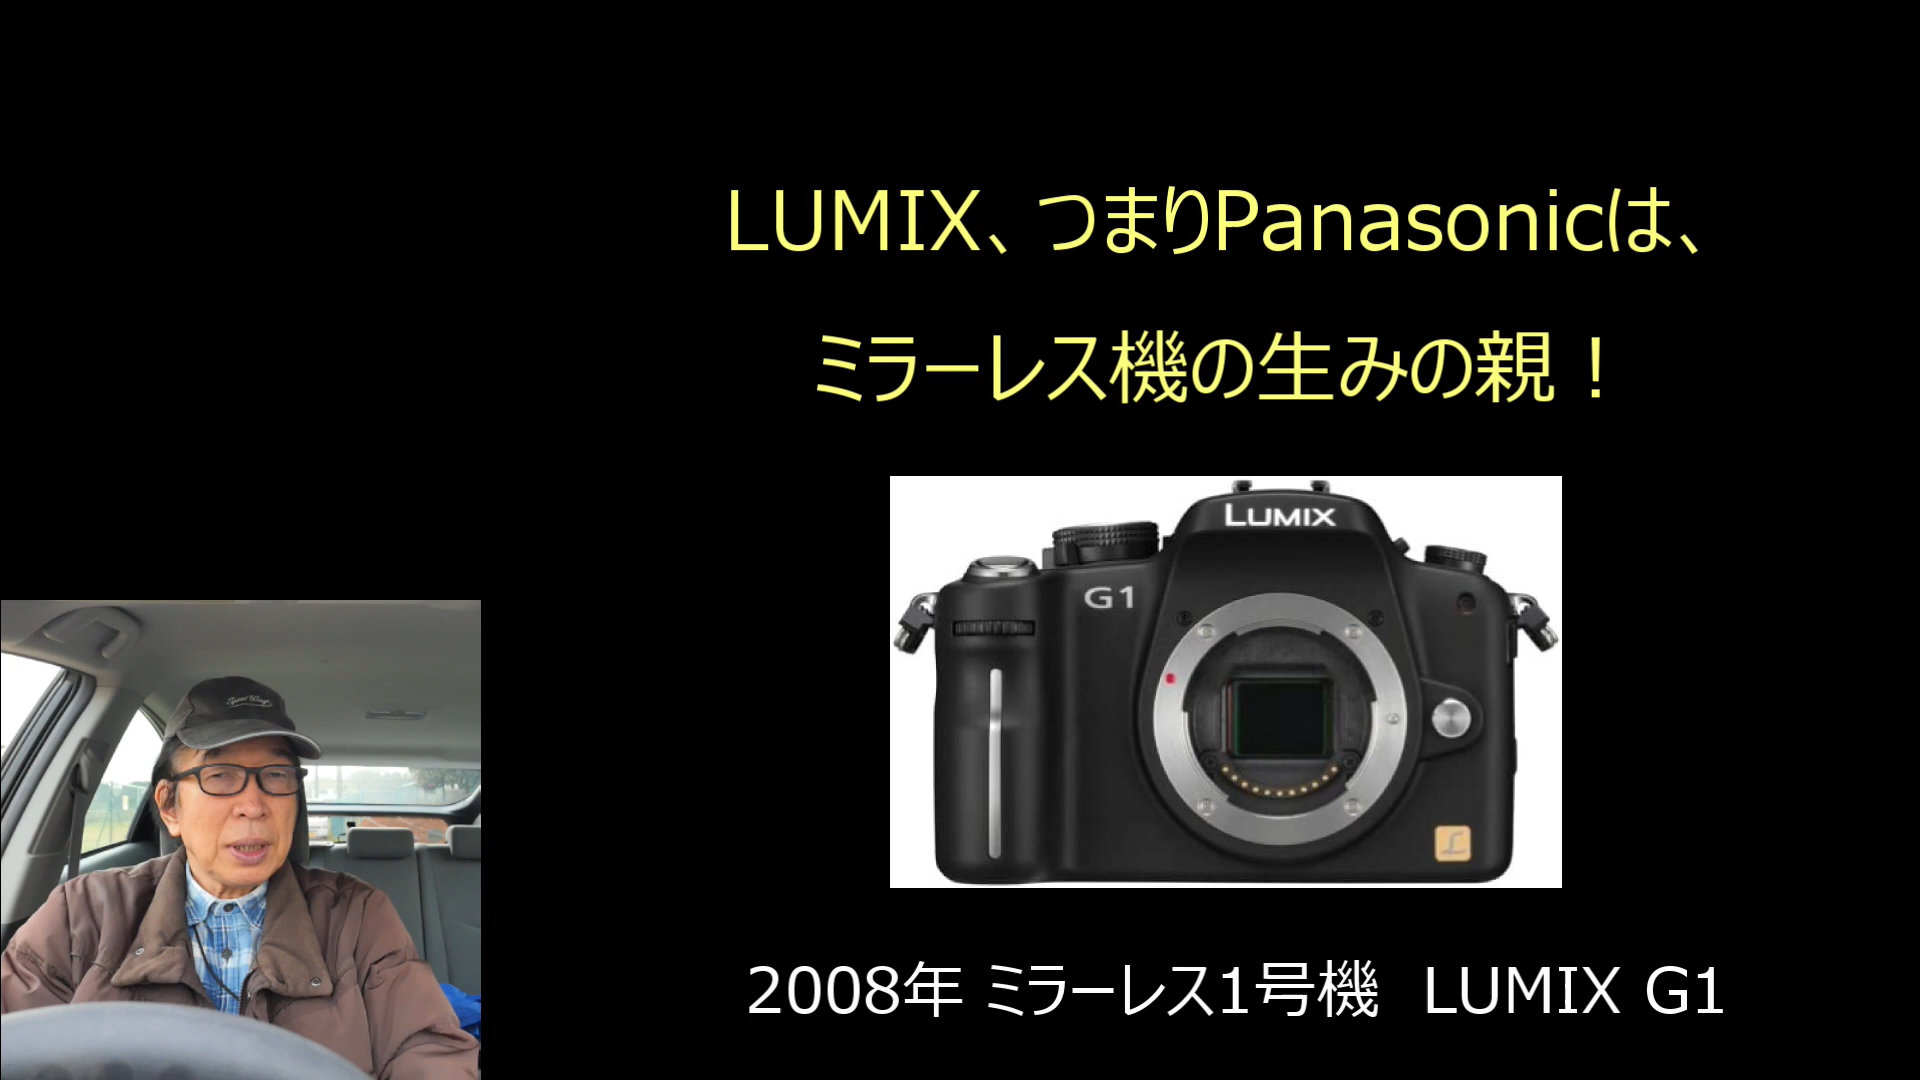 LUMIX、つまりPanasonicは、
ミラーレス機の生みの親！
LUMIX
G1
L
2008年 ミラーレス1号機　LUMIX G1